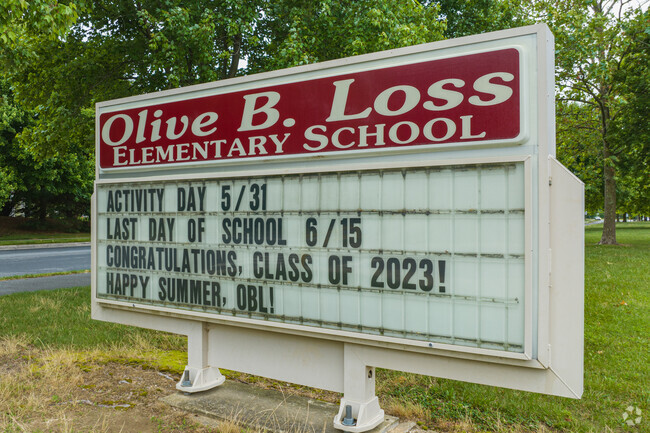 Olive B. Loss
ELEMENTARY SCHOOL
ACTIVITY DAY 5/31
LAST DAY OF SCHOOL 6/15
CONGRATULATIONS, CLASS OF 2023!
HAPPY SUMMER, OBL!